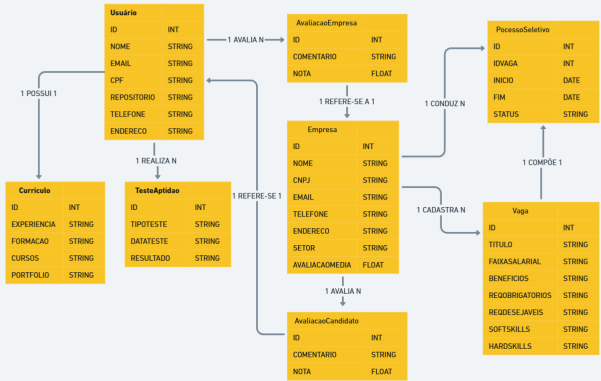 Usuário
ID INT
NOME STRING
EMAIL STRING
CPF STRING
REPOSITORIO STRING
TELEFONE STRING
ENDERECO STRING
1 AVALIA N
AvaliacaoEmpresa
ID INT
COMENTARIO STRING
NOTA FLOAT
PocessoSeletivo
ID INT
IDVAGA INT
INICIO DATE
FIM DATE
STATUS STRING
1 POSSUI 1
1 REFERE-SE A 1
1 CONDUZ N
Empresa
ID INT
NOME STRING
CNPJ STRING
EMAIL STRING
TELEFONE STRING
ENDERECO STRING
SETOR STRING
AVALIACAOMEDIA FLOAT
1 REALIZA N
1 COMPÕE 1
Curriculo
ID INT
EXPERIENCIA STRING
FORMACAO STRING
CURSOS STRING
PORTFOLIO STRING
TesteAptidao
ID INT
TIPOTESTE STRING
DATATESTE STRING
RESULTADO STRING
1 REFERE-SE 1
1 CADASTRA N
Vaga
ID INT
TITULO STRING
FAIXASALARIAL STRING
BENEFICIOS STRING
REQOBRIGATORIOS STRING
REQDESEJAVEIS STRING
SOFTSKILLS STRING
HARDSKILLS STRING
1 AVALIA N
AvaliacaoCandidato
ID INT
COMENTARIO STRING
NOTA FLOAT